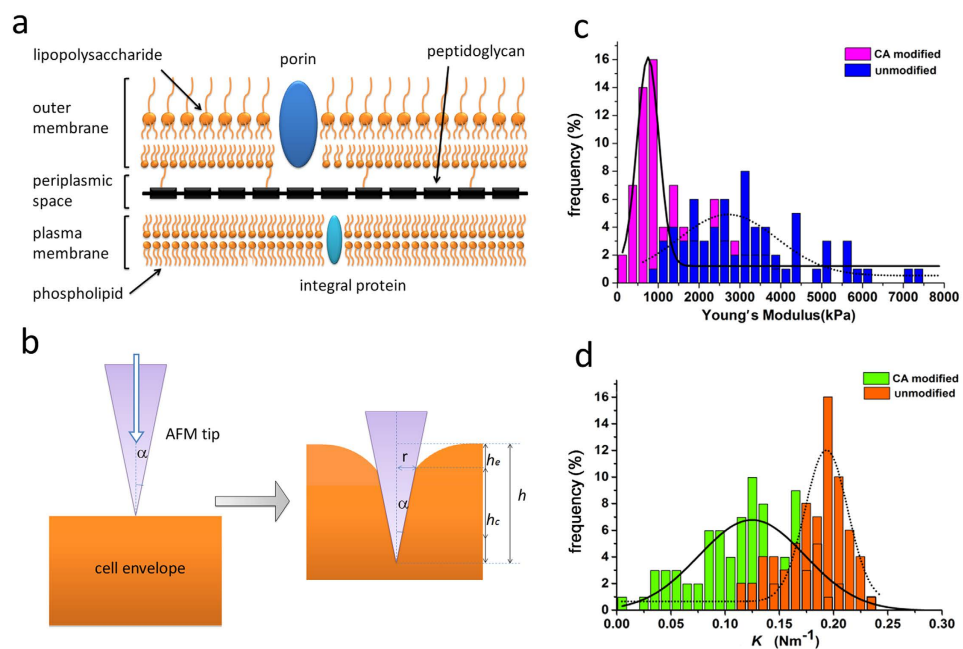 a
lipopolysaccharide
porin
peptidoglycan
outer
membrane
periplasmic
space
plasma
membrane
phospholipid
integral protein
b
AFM tip
α
cell envelope
r
α
he
hc
h
c
CA modified
unmodified
frequency (%)
16
14
12
10
8
6
4
2
0
0 1000 2000 3000 4000 5000 6000 7000 8000
Young's Modulus(kPa)
d
CA modified
unmodified
frequency (%)
16
14
12
10
8
6
4
2
0
0.00 0.05 0.10 0.15 0.20 0.25 0.30
K (Nm-1)